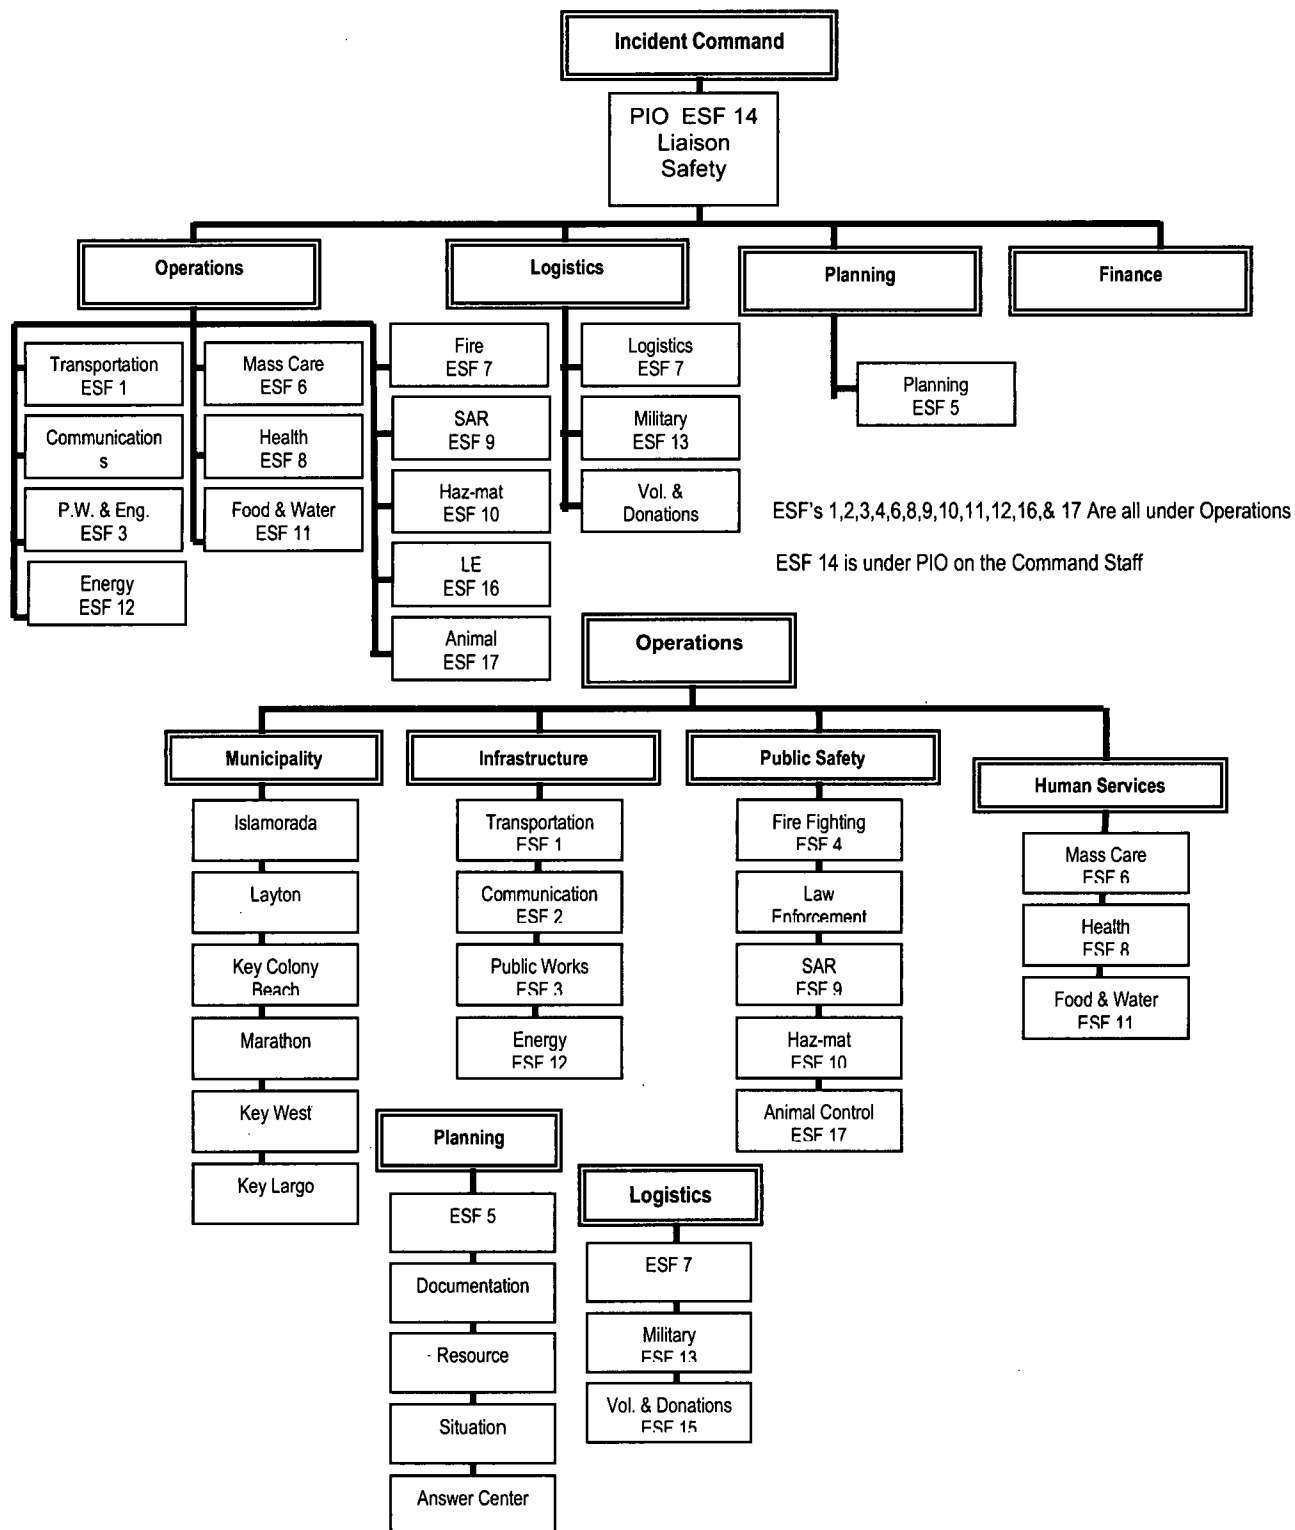 Incident Command
PIO ESF 14
Liaison
Safety
Operations
Logistics
Planning
Finance
Transportation
ESF 1
Communication
s
P.W. & Eng.
ESF 3
Energy
ESF 12
Mass Care
ESF 6
Health
ESF 8
Food & Water
ESF 11
Fire
ESF 7
SAR
ESF 9
Haz-mat
ESF 10
LE
ESF 16
Animal
ESF 17
Logistics
ESF 7
Military
ESF 13
Vol. &
Donations
Planning
ESF 5
ESF's 1,2,3,4,6,8,9,10,11,12,16,& 17 Are all under Operations
ESF 14 is under PIO on the Command Staff
Operations
Municipality
Infrastructure
Public Safety
Human Services
Islamorada
Layton
Key Colony
Beach
Marathon
Key West
Key Largo
Transportation
ESF 1
Communication
ESF 2
Public Works
ESF 3
Energy
ESF 12
Fire Fighting
ESF 4
Law
Enforcement
SAR
ESF 9
Haz-mat
ESF 10
Animal Control
ESF 17
Mass Care
ESF 6
Health
ESF 8
Food & Water
ESF 11
Planning
ESF 5
Documentation
Resource
Situation
Answer Center
Logistics
ESF 7
Military
ESF 13
Vol. & Donations
ESF 15